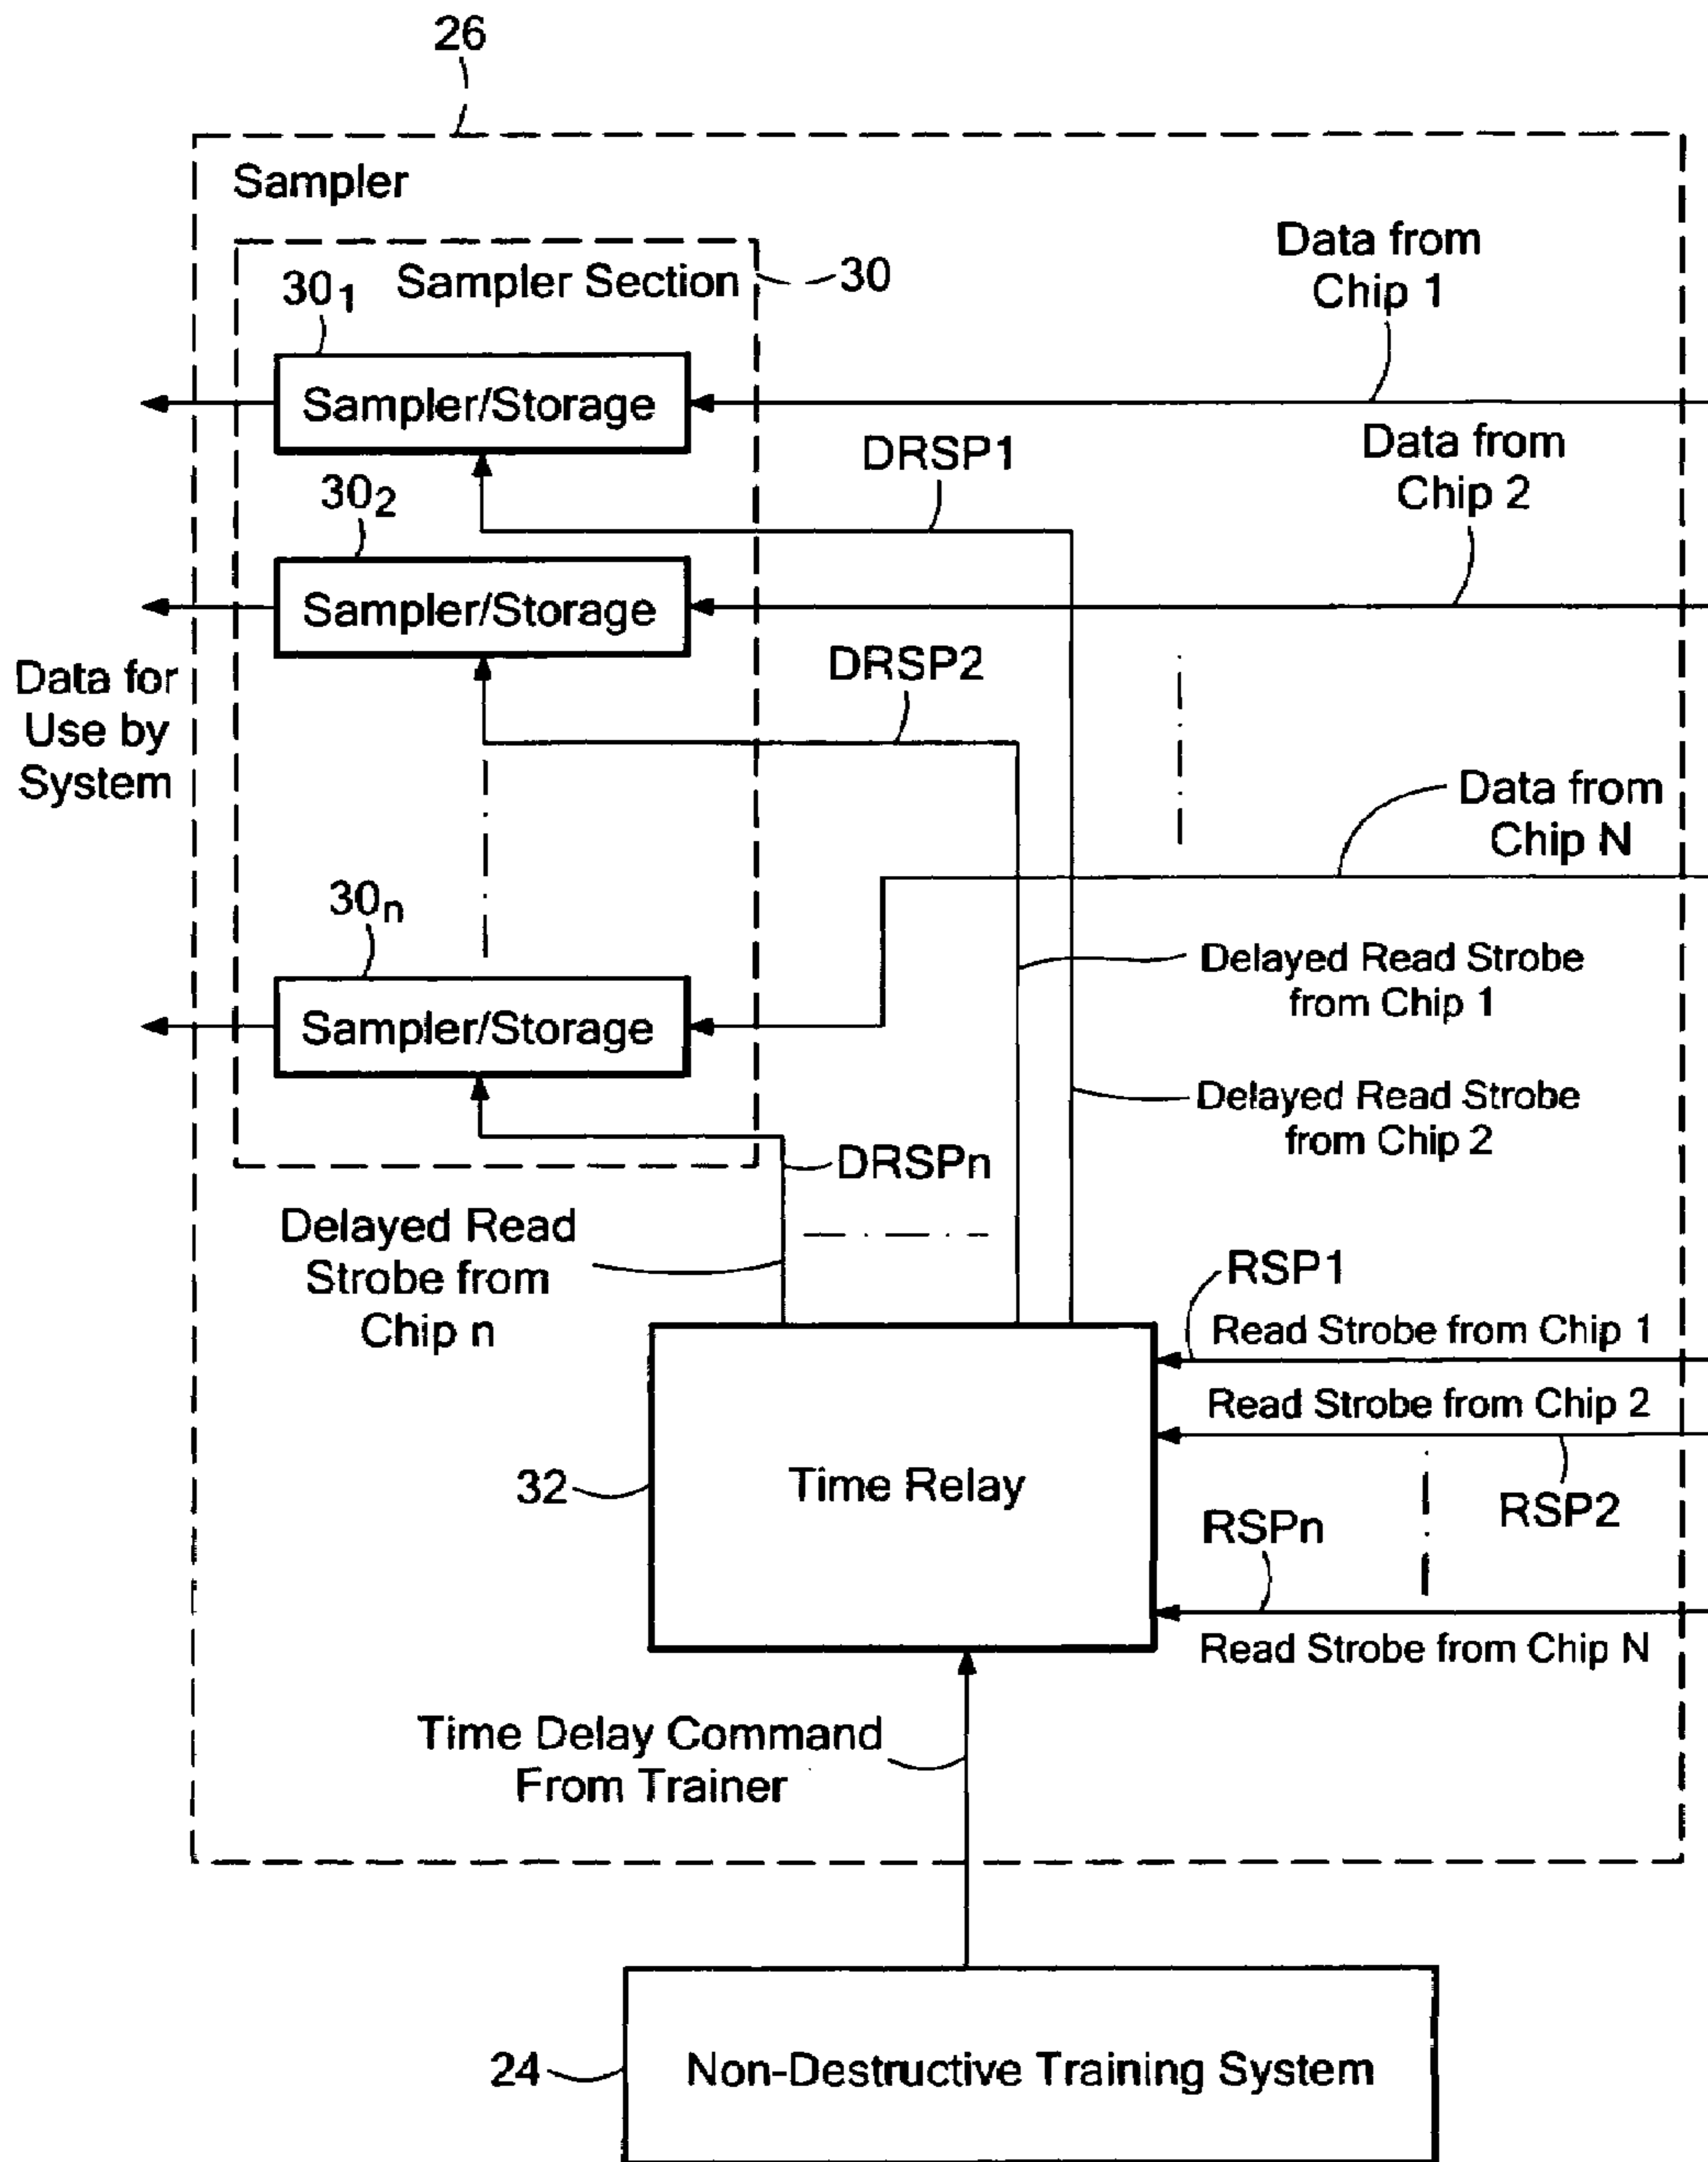 26
Sampler
Data from
Chip 1
30₁
Sampler Section
30
Sampler/Storage
Data from
Chip 2
DRSP1
30₂
Sampler/Storage
Data for
Use by
System
DRSP2
Data from
Chip N
30ₙ
Sampler/Storage
Delayed Read Strobe
from Chip 1
Delayed Read Strobe
from Chip 2
DRSPn
Delayed Read
Strobe from
Chip n
RSP1
Read Strobe from Chip 1
Read Strobe from Chip 2
32
Time Relay
RSP2
RSPn
Read Strobe from Chip N
Time Delay Command
From Trainer
24
Non-Destructive Training System